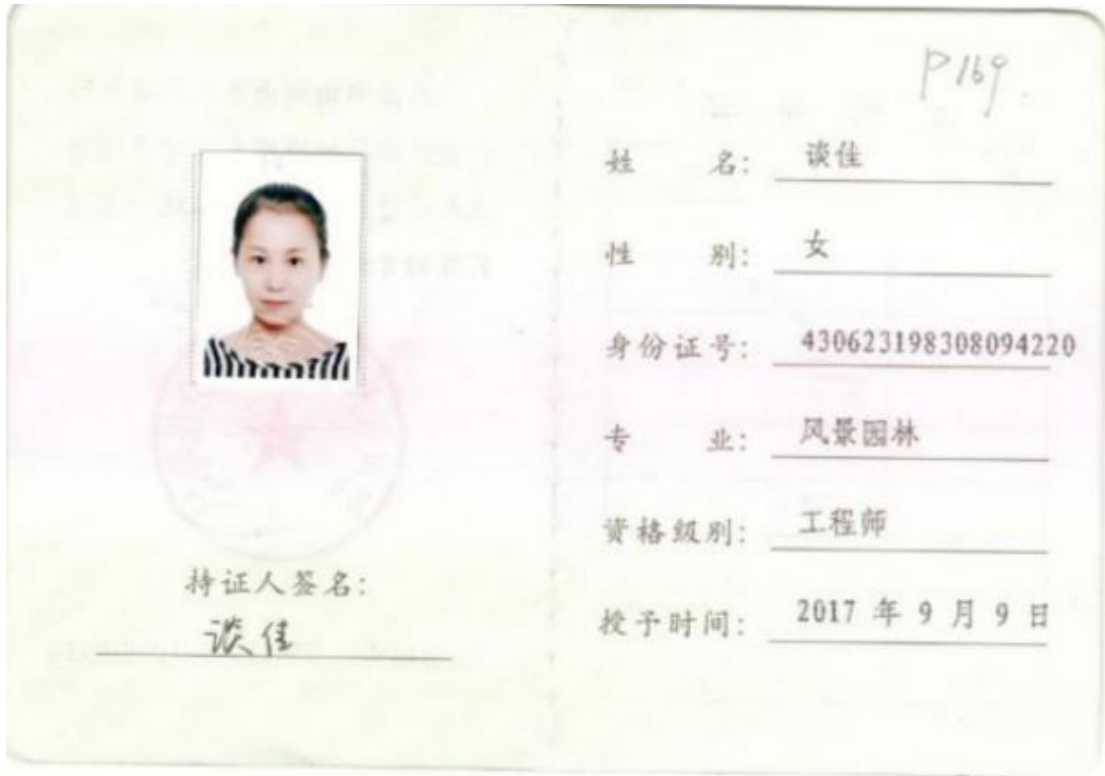 P169.
姓 名: 谈佳
性 别: 女
身份证号: 430623198308094220
专 业: 风景园林
资格级别: 工程师
授予时间: 2017 年 9 月 9 日
持证人签名:
谈佳